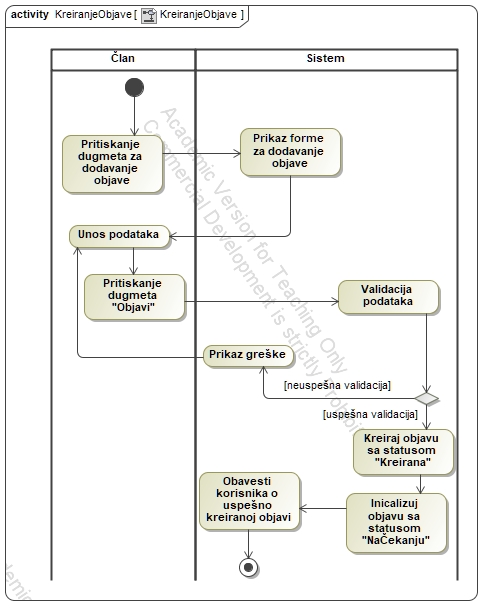 activity KreiranjeObjave [ KreiranjeObjave ]
Član
Sistem
Pritiskanje
dugmeta za
dodavanje
objave
Prikaz forme
za dodavanje
objave
Unos podataka
Pritiskanje
dugmeta
"Objavi"
Validacija
podataka
Prikaz greške
[neuspešna validacija]
[uspešna validacija]
Kreiraj objavu
sa statusom
"Kreirana"
Obavesti
korisnika o
uspešno
kreiranoj objavi
Inicalizuj
objavu sa
statusom
"NaČekanju"
Academic Version for Teaching Only
Commercial Development is strictly